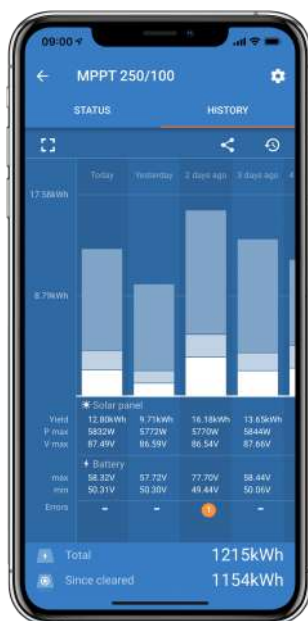 09:00
MPPT 250/100
STATUS HISTORY
Today Yesterday 2 days ago 3 days ago 4
17.58kWh
8.79kWh
Solar panel
Yield 12.80kWh 9.71kWh 16.18kWh 13.65kWh
P max 5832W 5772W 5770W 5844W
V max 87.49V 86.59V 86.54V 87.66V
Battery
max 58.32V 57.72V 77.70V 58.44V
min 50.31V 50.30V 49.44V 50.06V
Errors - - 1 -
Total 1215kWh
Since cleared 1154kWh